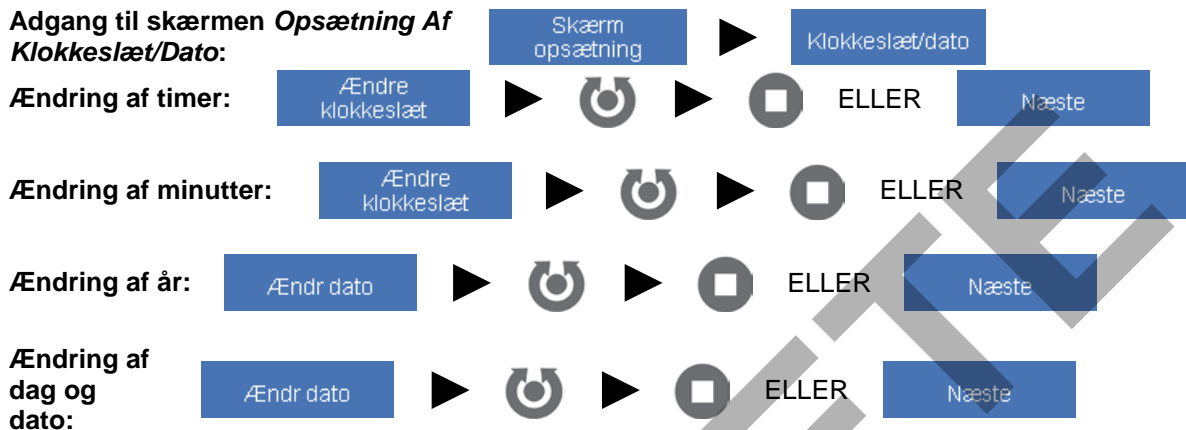 Adgang til skærmen Opsætning Af
Klokkeslæt/Dato:
Skærm
opsætning
Klokkeslæt/dato
Ændring af timer:
Ændre
klokkeslæt
ELLER
Næste
Ændring af minutter:
Ændre
klokkeslæt
ELLER
Næste
Ændring af år:
Ændr dato
ELLER
Næste
Ændring af
dag og
dato:
Ændr dato
ELLER
Næste